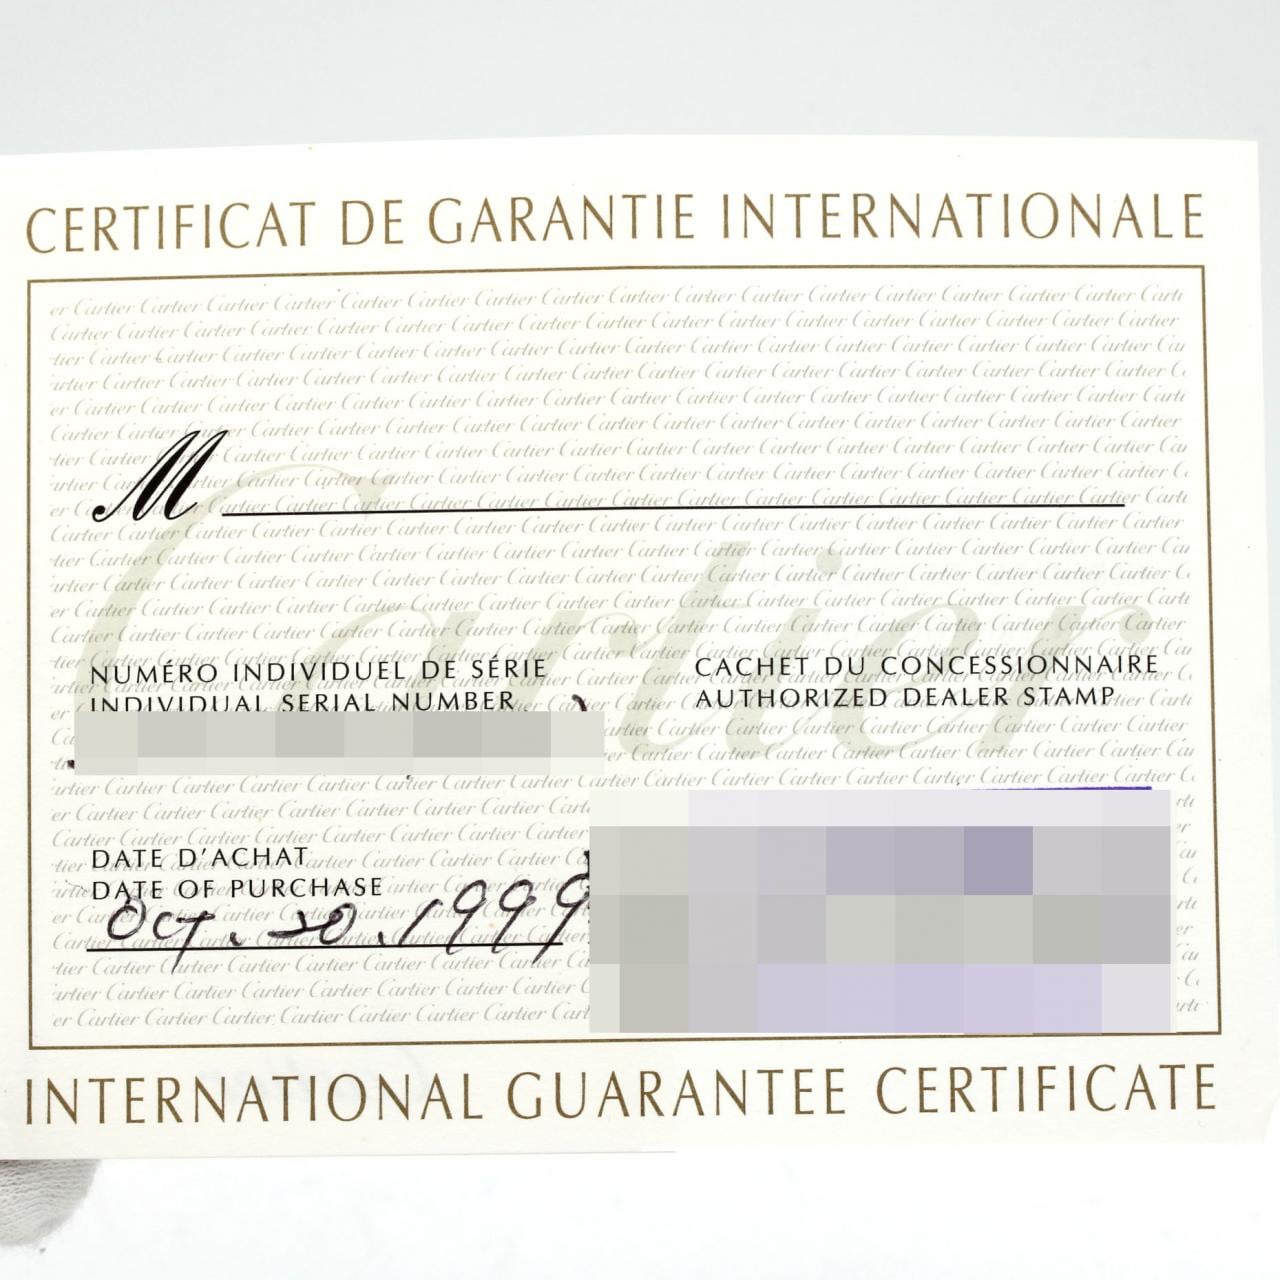 CERTIFICAT DE GARANTIE INTERNATIONALE
M
Cartier
NUMÉRO INDIVIDUEL DE SÉRIE
INDIVIDUAL SERIAL NUMBER
CACHET DU CONCESSIONNAIRE
AUTHORIZED DEALER STAMP
DATE D'ACHAT
DATE OF PURCHASE
Oct. 20. 1999
INTERNATIONAL GUARANTEE CERTIFICATE